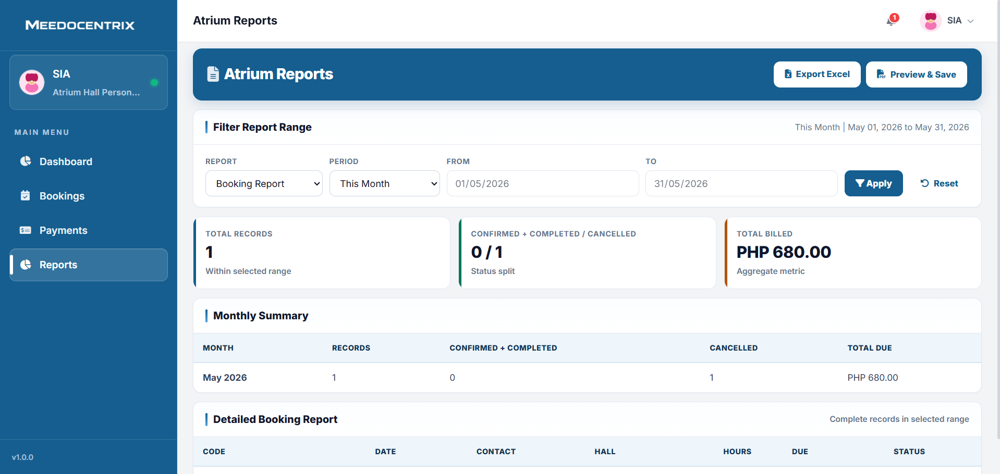 MEEDOCENTRIX
SIA
Atrium Hall Person...
MAIN MENU
Dashboard
Bookings
Payments
Reports
v1.0.0
Atrium Reports
1
SIA
Atrium Reports
Export Excel
Preview & Save
Filter Report Range
This Month | May 01, 2026 to May 31, 2026
REPORT
PERIOD
FROM
TO
Booking Report
This Month
01/05/2026
31/05/2026
Apply
Reset
TOTAL RECORDS
1
Within selected range
CONFIRMED + COMPLETED / CANCELLED
0 / 1
Status split
TOTAL BILLED
PHP 680.00
Aggregate metric
Monthly Summary
MONTH RECORDS CONFIRMED + COMPLETED CANCELLED TOTAL DUE
May 2026 1 0 1 PHP 680.00
Detailed Booking Report
Complete records in selected range
CODE DATE CONTACT HALL HOURS DUE STATUS